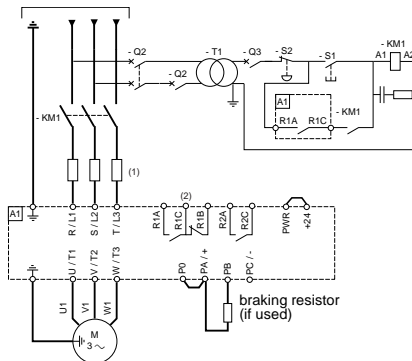 - Q2
- T1
- Q3
- S2
- S1
- KM1
A1
A2
- Q2
A1
- KM1
R1A
R1C
- KM1
(1)
A1
R / L1
S / L2
T / L3
(2)
R1A
R1C
R1B
R2A
R2C
PWR
+24
U / T1
V / T2
W / T3
P0
PA / +
PB
PC / -
U1
V1
W1
M
3 ~
braking resistor
(if used)